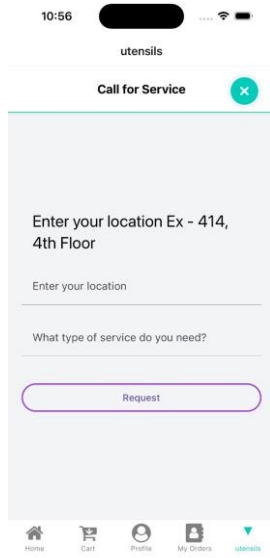 10:56
utensils
Call for Service
Enter your location Ex - 414,
4th Floor
Enter your location
What type of service do you need?
Request
Home Cart Profile My Orders utensils